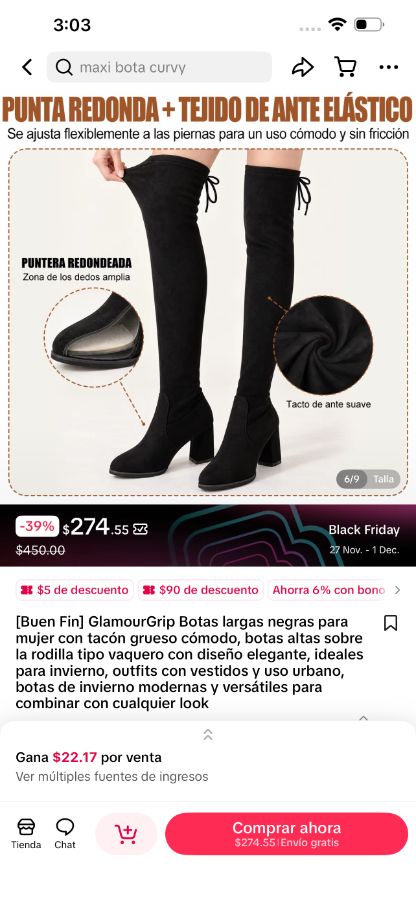 3:03
maxi bota curvy
PUNTA REDONDA + TEJIDO DE ANTE ELÁSTICO
Se ajusta flexiblemente a las piernas para un uso cómodo y sin fricción
PUNTERA REDONDEADA
Zona de los dedos amplia
Tacto de ante suave
6/9 Talla
-39% $274.55
Black Friday
$450.00
27 Nov. - 1 Dec.
$5 de descuento $90 de descuento Ahorra 6% con bono
[Buen Fin] GlamourGrip Botas largas negras para
mujer con tacón grueso cómodo, botas altas sobre
la rodilla tipo vaquero con diseño elegante, ideales
para invierno, outfits con vestidos y uso urbano,
botas de invierno modernas y versátiles para
combinar con cualquier look
Gana $22.17 por venta
Ver múltiples fuentes de ingresos
Tienda
Chat
Comprar ahora
$274.55 | Envío gratis